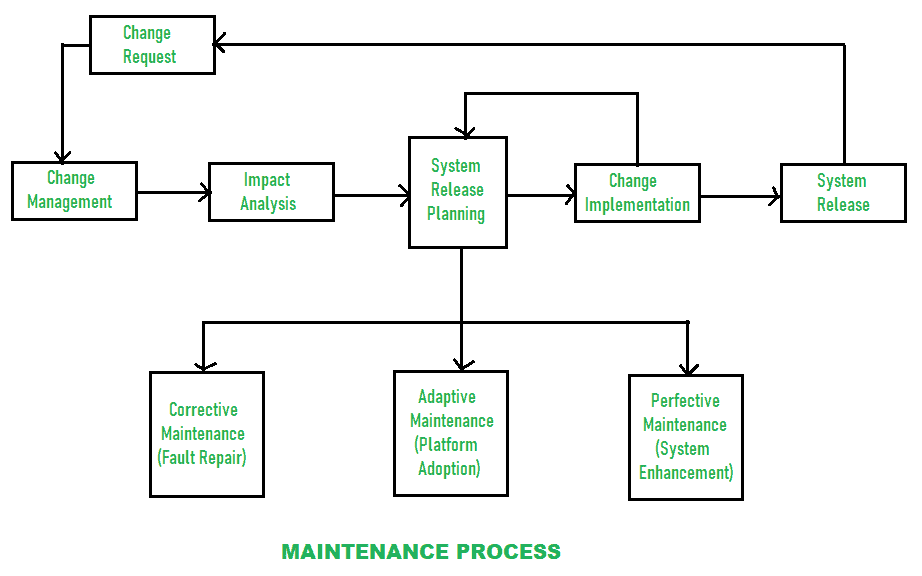 Change
Request
Change
Management
Impact
Analysis
System
Release
Planning
Change
Implementation
System
Release
Corrective
Maintenance
(Fault Repair)
Adaptive
Maintenance
(Platform
Adoption)
Perfective
Maintenance
(System
Enhancement)
MAINTENANCE PROCESS